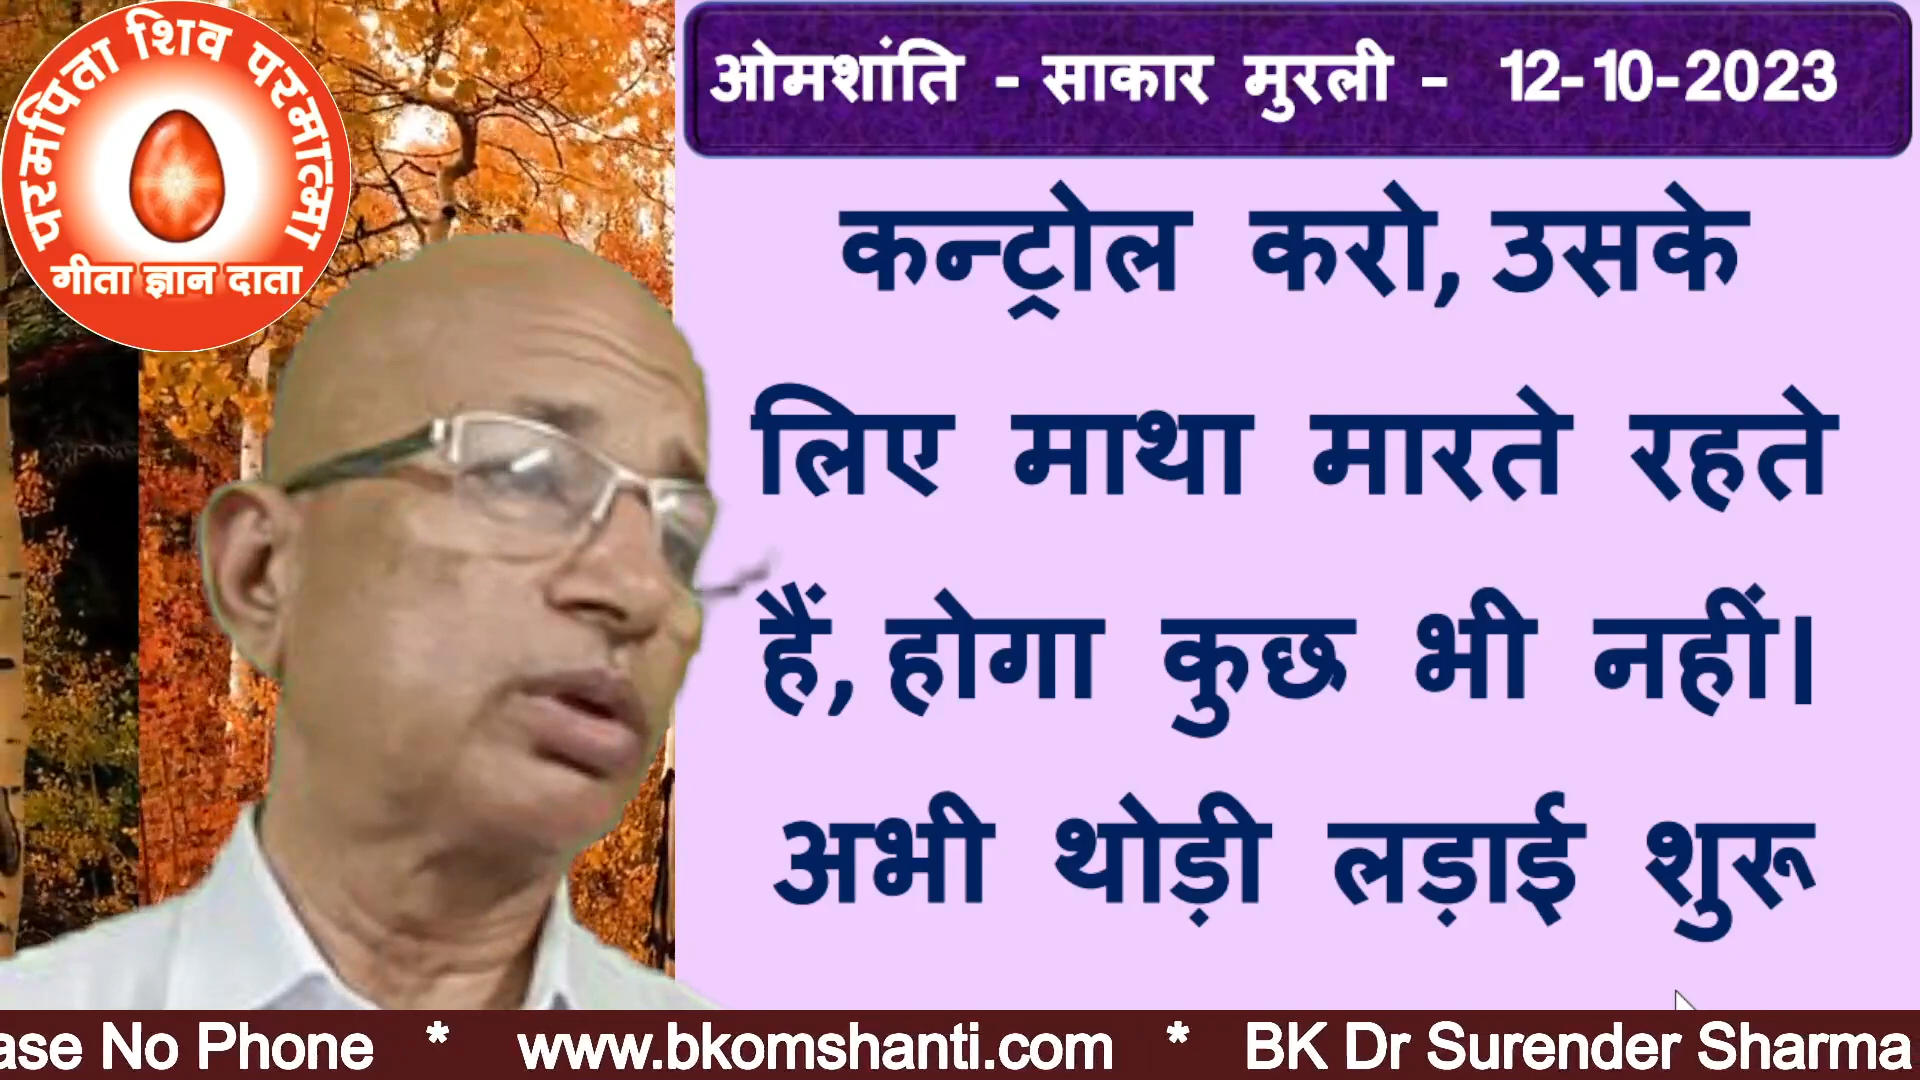 परमपिता शिव परमात्मा
गीता ज्ञान दाता
ओमशांति - साकार मुरली - 12-10-2023
कन्ट्रोल करो, उसके
लिए माथा मारते रहते
हैं, होगा कुछ भी नहीं।
अभी थोड़ी लड़ाई शुरू
ase No Phone * www.bkomshanti.com * BK Dr Surender Sharma